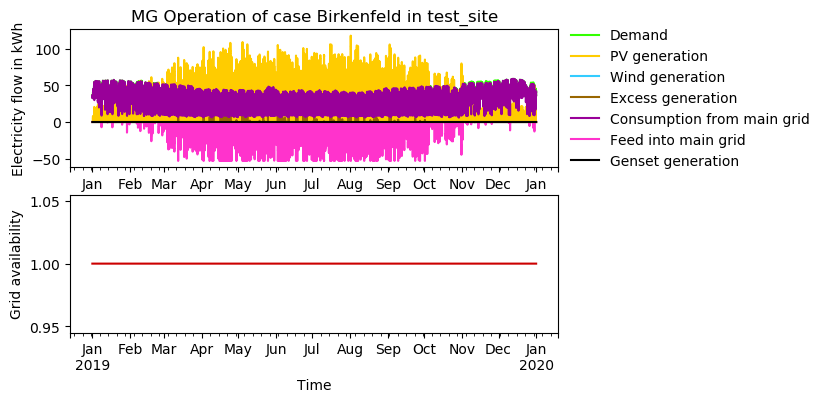 MG Operation of case Birkenfeld in test_site
Electricity flow in kWh
100
50
0
−50
Jan Feb Mar Apr May Jun Jul Aug Sep Oct Nov Dec Jan
Demand
PV generation
Wind generation
Excess generation
Consumption from main grid
Feed into main grid
Genset generation
Grid availability
1.05
1.00
0.95
Jan Feb Mar Apr May Jun Jul Aug Sep Oct Nov Dec Jan
2019 2020
Time